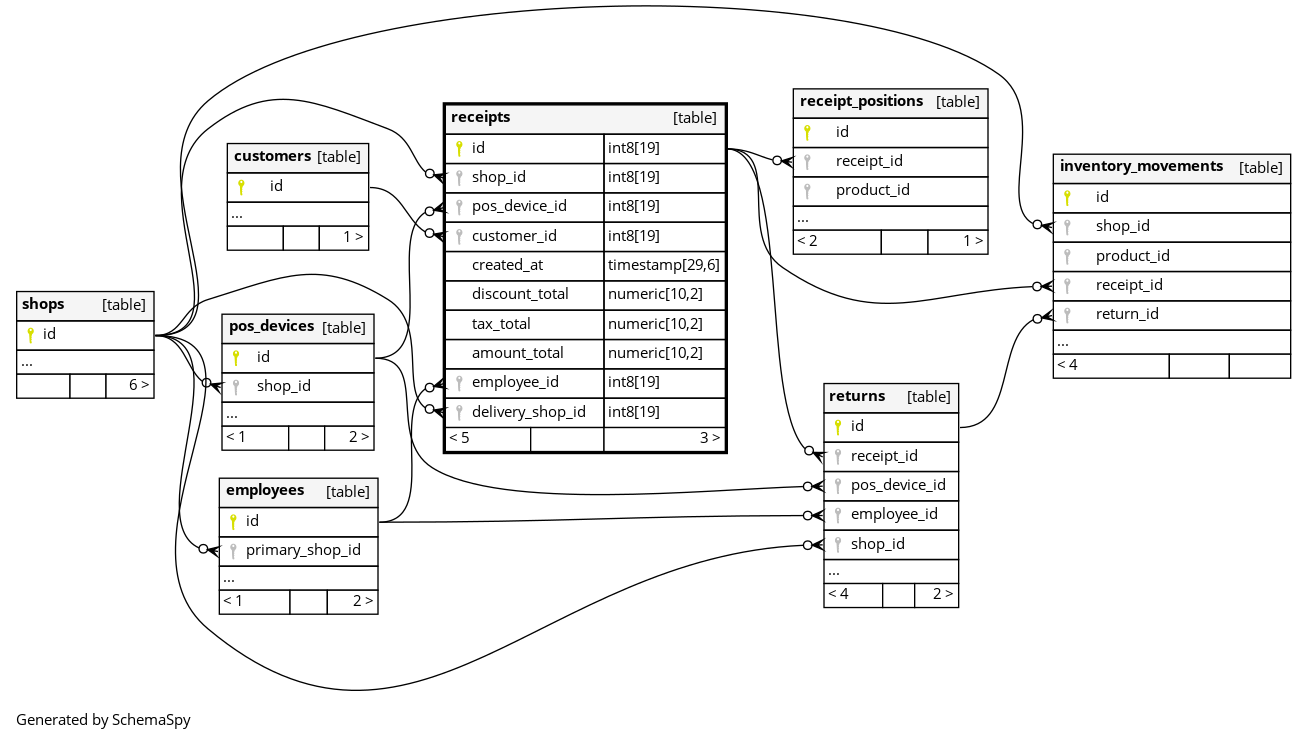 shops [table]
id
...
6 >
customers [table]
id
...
1 >
pos_devices [table]
id
shop_id
...
< 1 2 >
employees [table]
id
primary_shop_id
...
< 1 2 >
receipts [table]
id int8[19]
shop_id int8[19]
pos_device_id int8[19]
customer_id int8[19]
created_at timestamp[29,6]
discount_total numeric[10,2]
tax_total numeric[10,2]
amount_total numeric[10,2]
employee_id int8[19]
delivery_shop_id int8[19]
< 5 3 >
receipt_positions [table]
id
receipt_id
product_id
...
< 2 1 >
returns [table]
id
receipt_id
pos_device_id
employee_id
shop_id
...
< 4 2 >
inventory_movements [table]
id
shop_id
product_id
receipt_id
return_id
...
< 4
Generated by SchemaSpy